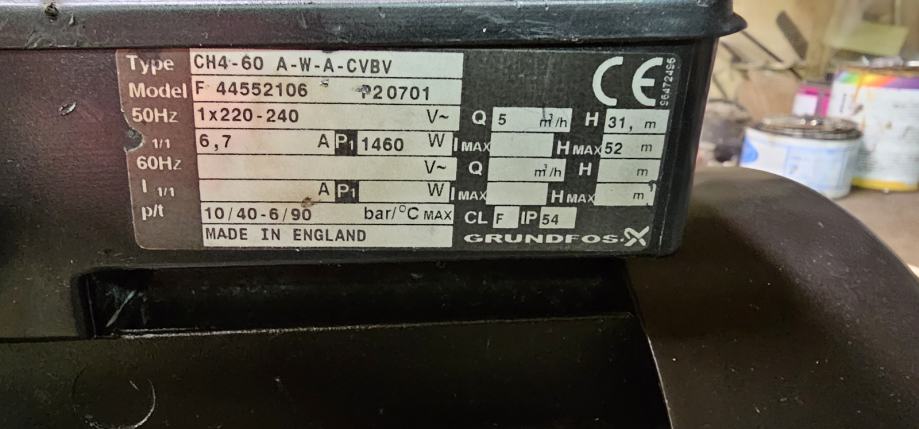 Type CH4-60 A-W-A-CVBV
Model F 44552106 P20701
50Hz 1x220-240 V~ Q 5 m³/h H 31, m
I 1/1 6,7 A P1 1460 W I MAX H MAX 52 m
60Hz V~ Q m³/h H m
I 1/1 A P1 W I MAX H MAX m
p/t 10/40-6/90 bar/°C MAX CL F IP 54
MADE IN ENGLAND GRUNDFOS
CE
96472495